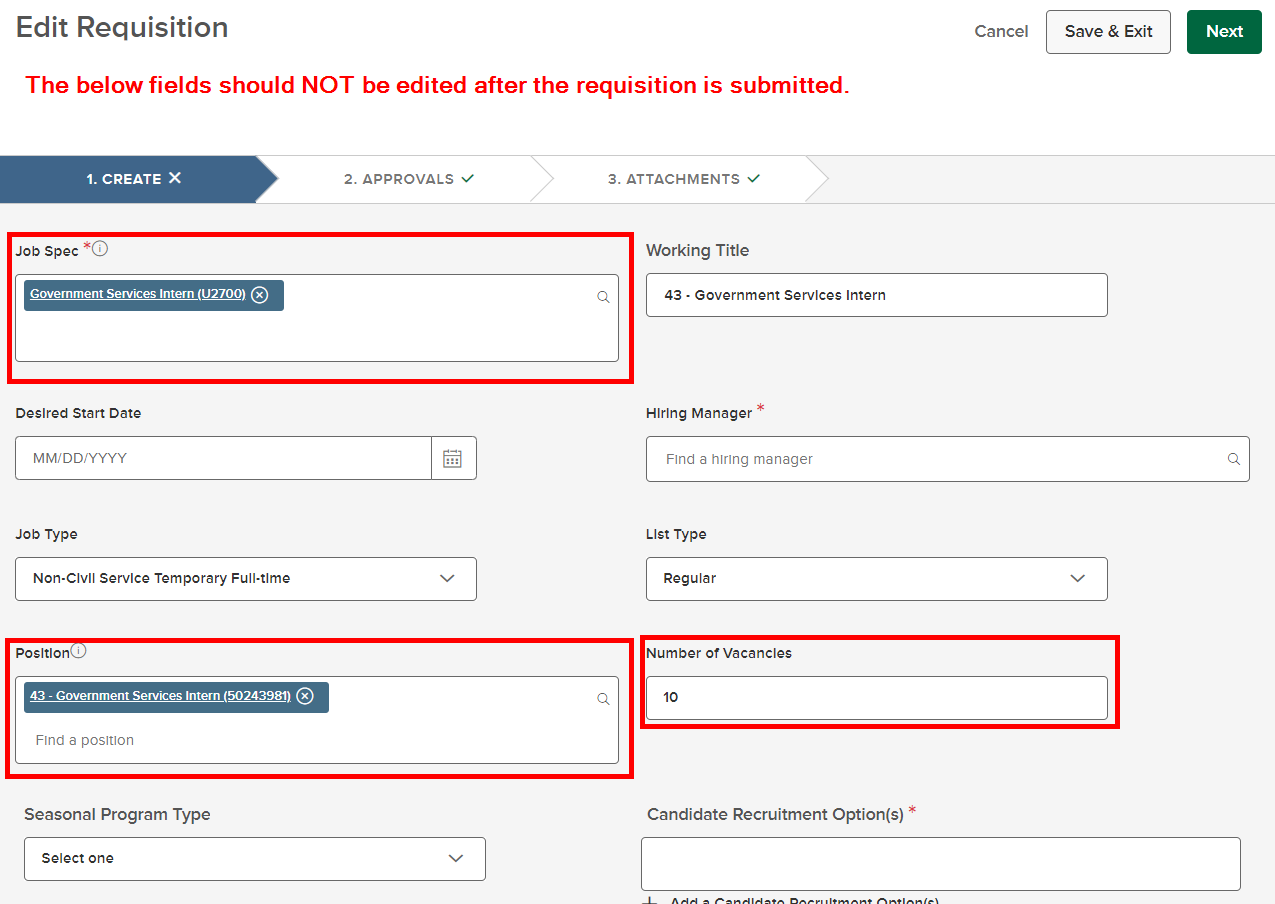 Edit Requisition
Cancel
Save & Exit
Next
The below fields should NOT be edited after the requisition is submitted.
1. CREATE
2. APPROVALS
3. ATTACHMENTS
Job Spec *
Government Services Intern (U2700)
Working Title
43 - Government Services Intern
Desired Start Date
MM/DD/YYYY
Hiring Manager *
Find a hiring manager
Job Type
Non-Civil Service Temporary Full-time
List Type
Regular
Position
43 - Government Services Intern (50243981)
Find a position
Number of Vacancies
10
Seasonal Program Type
Select one
Candidate Recruitment Option(s) *
Add a Candidate Recruitment Option(s)